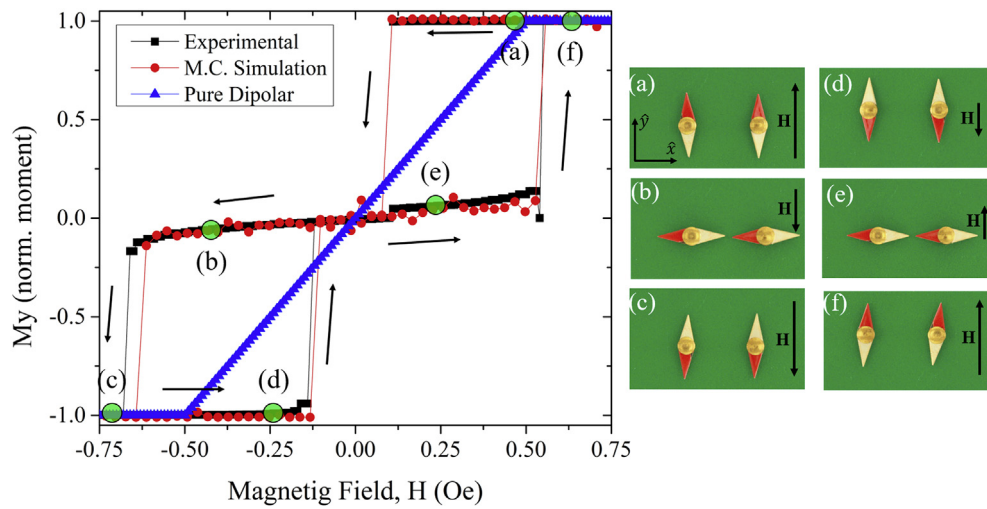 Experimental
M.C. Simulation
Pure Dipolar
1.0
0.5
0.0
-0.5
-1.0
My (norm. moment)
-0.75
-0.50
-0.25
0.00
0.25
0.50
0.75
Magnetig Field, H (Oe)
(a)
(f)
(e)
(b)
(c)
(d)
(a)
H
ŷ
x̂
(d)
H
(b)
H
(e)
H
(c)
H
(f)
H